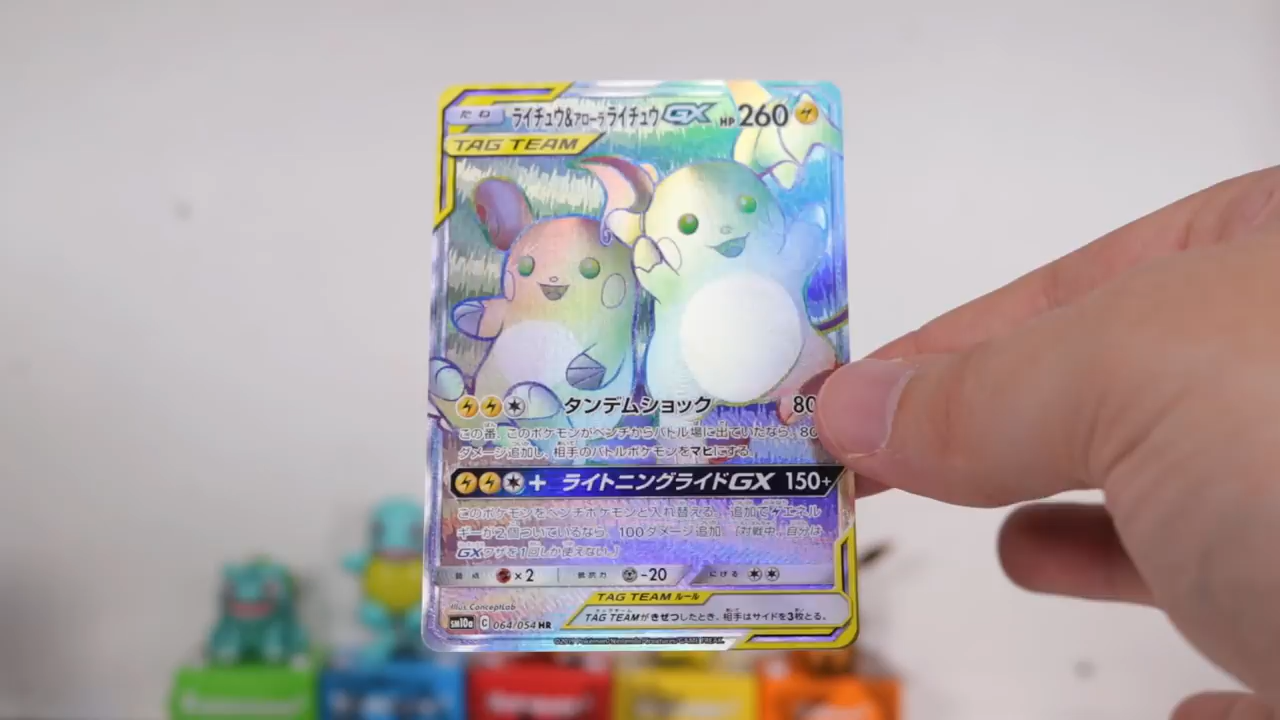 たね ライチュウ&アローラライチュウGX HP260
TAG TEAM
タンデムショック 80
この番、このポケモンがベンチからバトル場に出ていたなら、80
ダメージ追加し、相手のバトルポケモンをマヒにする。
+ ライトニングライドGX 150+
このポケモンをベンチポケモンと入れ替える。追加でエネル
ギーが2個ついているなら、100ダメージ追加。[対戦中、自分は
GXワザを1回しか使えない。]
弱点 ×2 抵抗力 -20 にげる
TAG TEAM ルール
TAG TEAMがきぜつしたとき、相手はサイドを3枚とる。
Illus. ConceptLab
sm10a C 064/054 HR